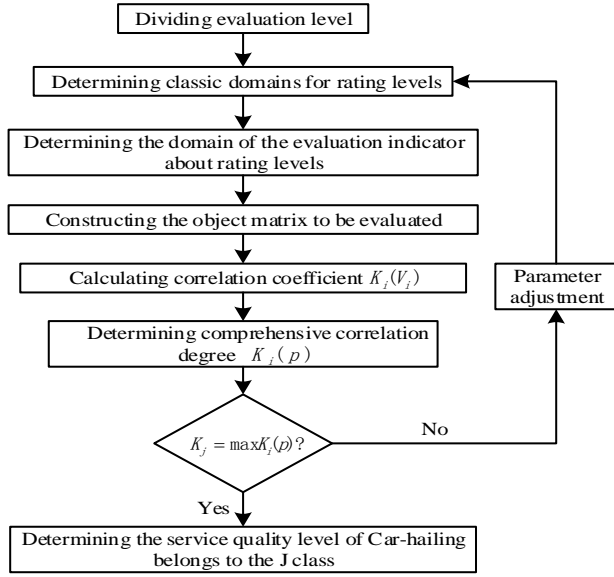 Dividing evaluation level
Determining classic domains for rating levels
Determining the domain of the evaluation indicator
about rating levels
Constructing the object matrix to be evaluated
Calculating correlation coefficient K_i(V_i)
Parameter
adjustment
Determining comprehensive correlation
degree K_i(p)
K_j = maxK_i(p)?
No
Yes
Determining the service quality level of Car-hailing
belongs to the J class